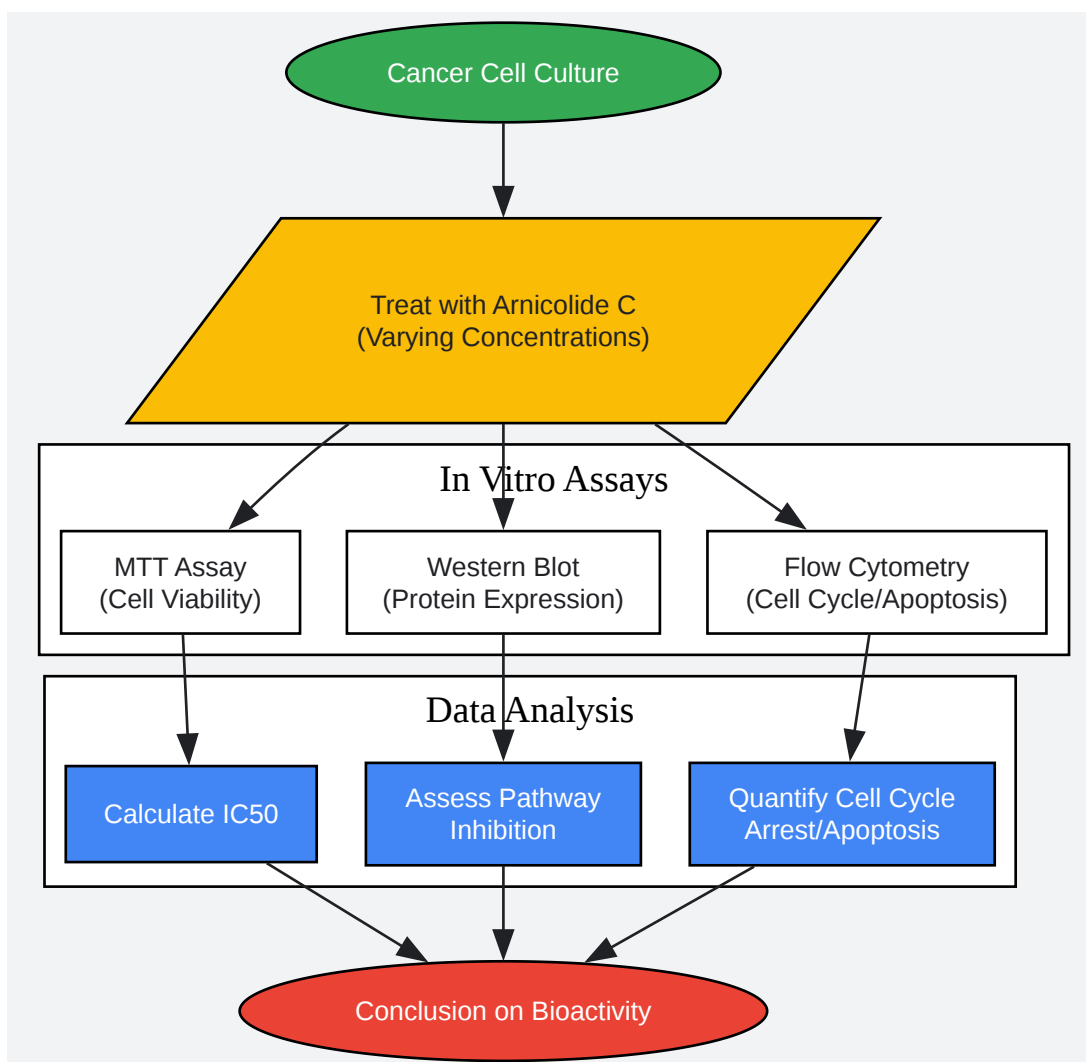 Cancer Cell Culture
Treat with Arnicolide C
(Varying Concentrations)
In Vitro Assays
MTT Assay
(Cell Viability)
Western Blot
(Protein Expression)
Flow Cytometry
(Cell Cycle/Apoptosis)
Data Analysis
Calculate IC50
Assess Pathway
Inhibition
Quantify Cell Cycle
Arrest/Apoptosis
Conclusion on Bioactivity